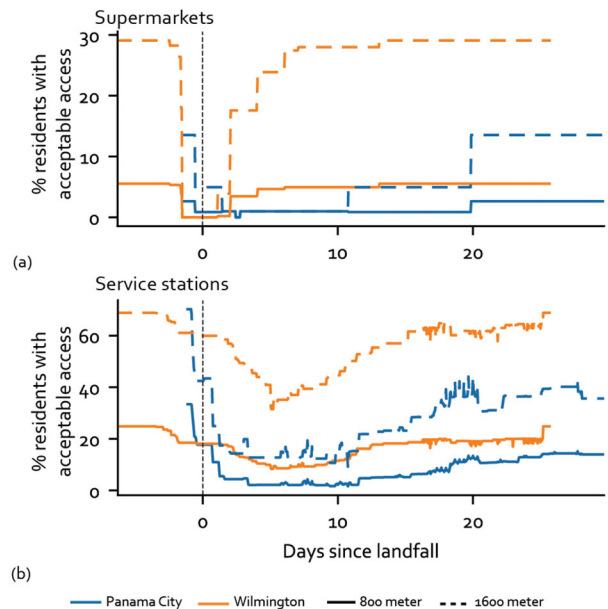 Supermarkets
% residents with
acceptable access
30
20
10
0
0
10
20
(a)
Service stations
% residents with
acceptable access
60
40
20
0
0
10
20
Days since landfall
(b)
Panama City
Wilmington
800 meter
1600 meter